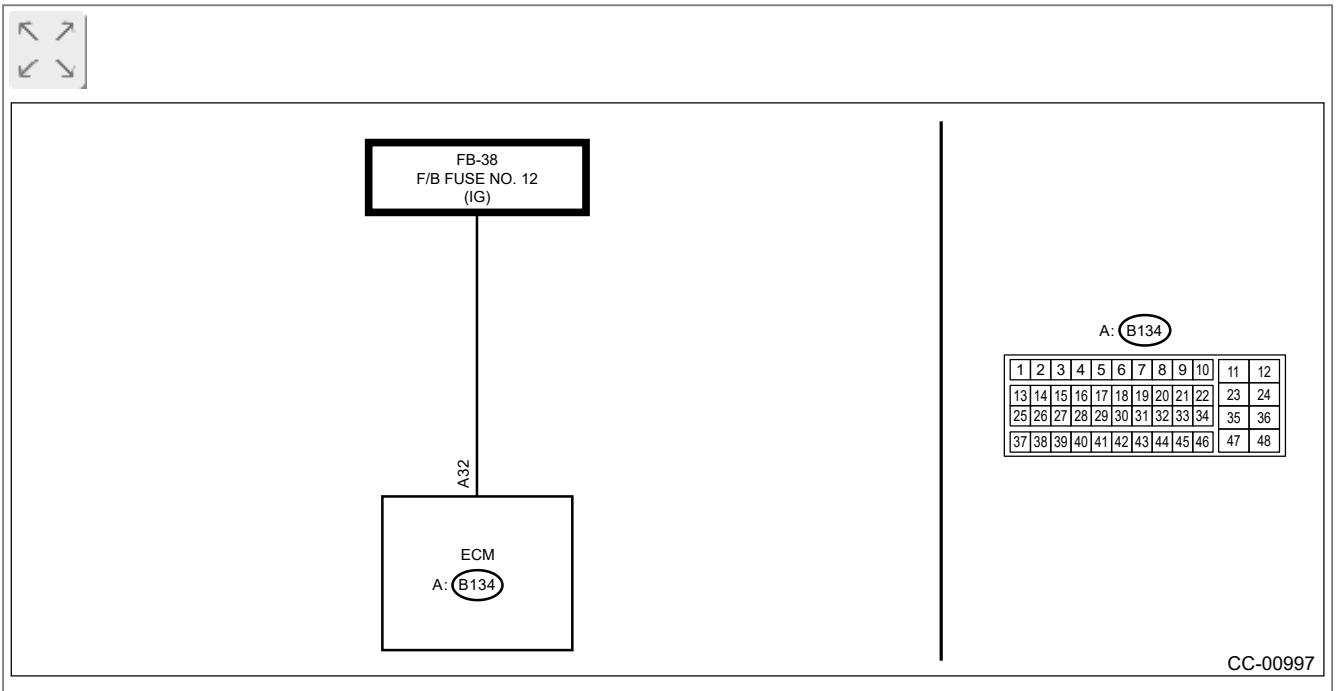 FB-38
F/B FUSE NO. 12
(IG)
A32
ECM
A: B134
A: B134
1 2 3 4 5 6 7 8 9 10 11 12
13 14 15 16 17 18 19 20 21 22 23 24
25 26 27 28 29 30 31 32 33 34 35 36
37 38 39 40 41 42 43 44 45 46 47 48
CC-00997